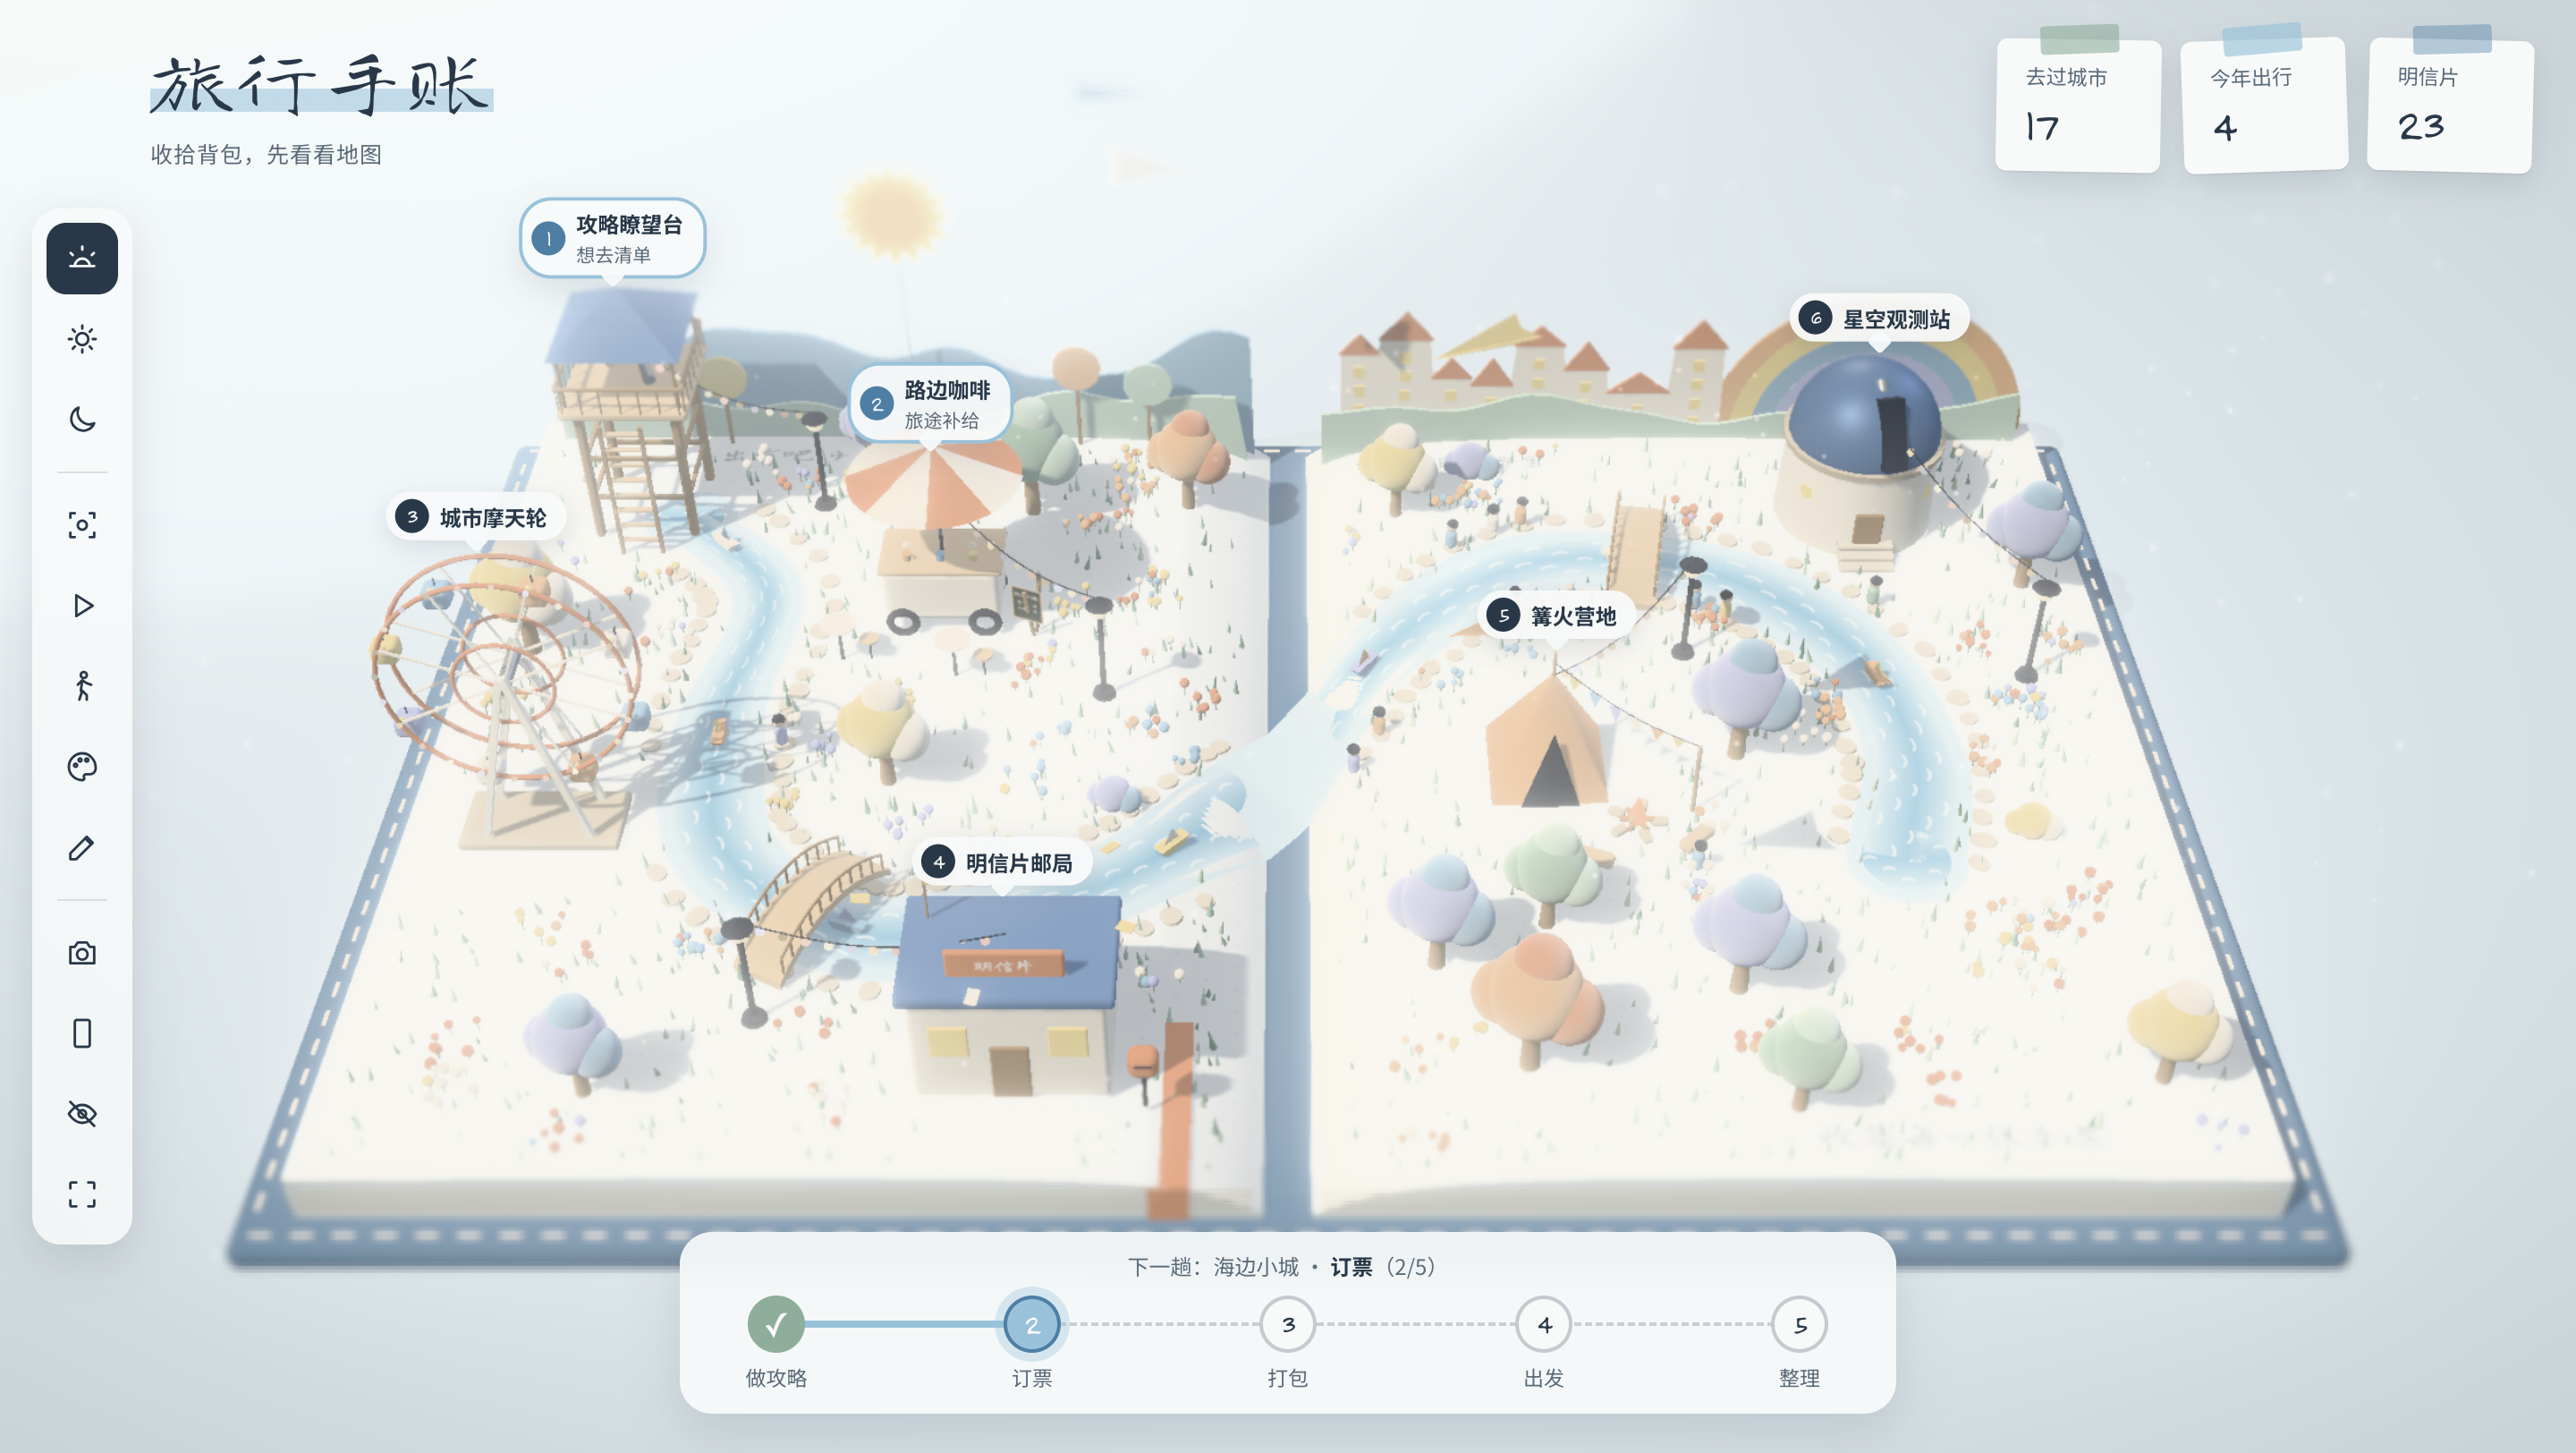 旅行手账
收拾背包，先看看地图
去过城市
17
今年出行
4
明信片
23
1 攻略瞭望台
想去清单
2 路边咖啡
旅途补给
3 城市摩天轮
4 明信片邮局
5 篝火营地
6 星空观测站
明信片
下一趟：海边小城 · 订票（2/5）
2
3
4
5
做攻略
订票
打包
出发
整理